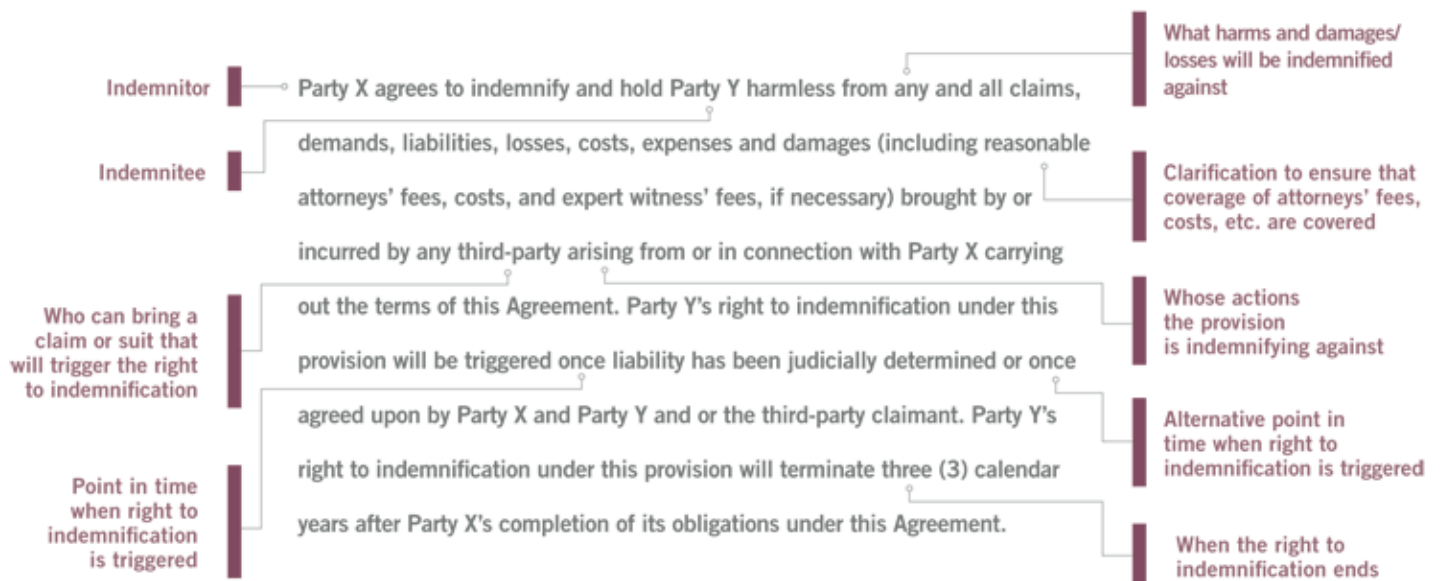 What harms and damages/
losses will be indemnified
against
Indemnitor
Party X agrees to indemnify and hold Party Y harmless from any and all claims,
demands, liabilities, losses, costs, expenses and damages (including reasonable
Indemnitee
attorneys' fees, costs, and expert witness' fees, if necessary) brought by or
Clarification to ensure that
coverage of attorneys' fees,
costs, etc. are covered
incurred by any third-party arising from or in connection with Party X carrying
out the terms of this Agreement. Party Y's right to indemnification under this
Who can bring a
claim or suit that
will trigger the right
to indemnification
Whose actions
the provision
is indemnifying against
provision will be triggered once liability has been judicially determined or once
agreed upon by Party X and Party Y and or the third-party claimant. Party Y's
Alternative point in
time when right to
indemnification is triggered
right to indemnification under this provision will terminate three (3) calendar
years after Party X's completion of its obligations under this Agreement.
Point in time
when right to
indemnification
is triggered
When the right to
indemnification ends